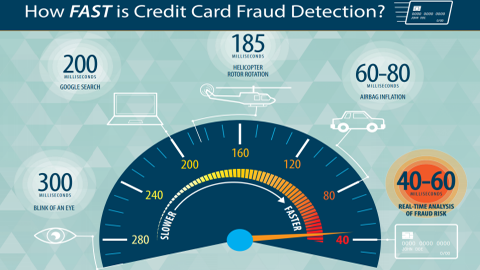 How FAST is Credit Card Fraud Detection?
200
MILLISECONDS
GOOGLE SEARCH
185
MILLISECONDS
HELICOPTER
ROTOR ROTATION
60-80
MILLISECONDS
AIRBAG INFLATION
300
MILLISECONDS
BLINK OF AN EYE
40-60
MILLISECONDS
REAL-TIME ANALYSIS
OF FRAUD RISK
280
240
200
160
120
80
40
SLOWER
FASTER